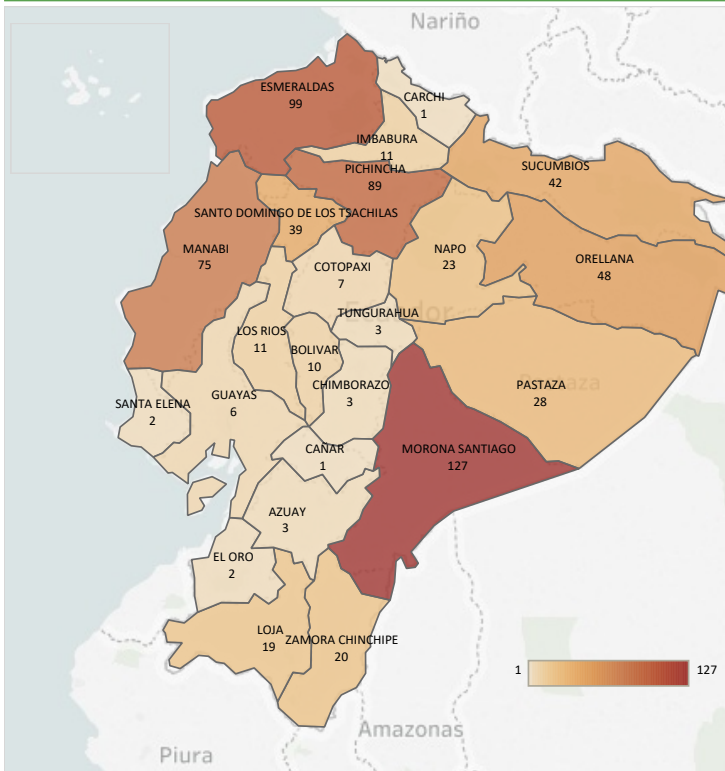 Nariño
ESMERALDAS
99
CARCHI
1
IMBABURA
11
PICHINCHA
89
SUCUMBIOS
42
SANTO DOMINGO DE LOS TSACHILAS
39
MANABI
75
NAPO
23
ORELLANA
48
COTOPAXI
7
TUNGURAHUA
3
LOS RIOS
11
BOLIVAR
10
CHIMBORAZO
3
PASTAZA
28
SANTA ELENA
2
GUAYAS
6
CAÑAR
1
MORONA SANTIAGO
127
AZUAY
3
EL ORO
2
LOJA
19
ZAMORA CHINCHIPE
20
1
127
Amazonas
Piura